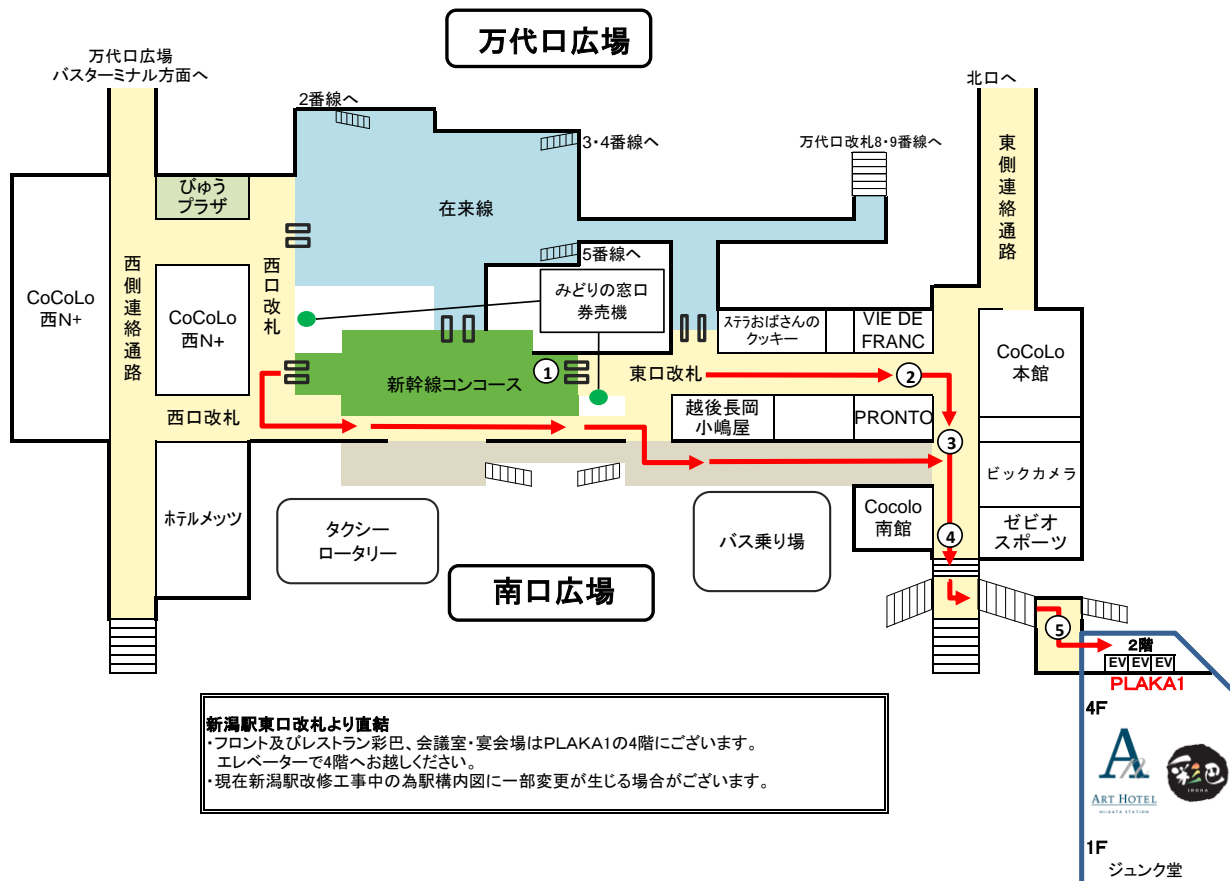 万代口広場
万代口広場
バスターミナル方面へ
北口へ
2番線へ
3・4番線へ
万代口改札8・9番線へ
東側連絡通路
びゅう
プラザ
在来線
5番線へ
みどりの窓口
券売機
西側連絡通路
西口改札
CoCoLo
西N+
CoCoLo
西N+
ステラおばさんの
クッキー
VIE DE
FRANC
CoCoLo
本館
新幹線コンコース
1
東口改札
2
西口改札
越後長岡
小嶋屋
PRONTO
3
ビックカメラ
ホテルメッツ
タクシー
ロータリー
バス乗り場
Cocolo
南館
4
ゼビオ
スポーツ
南口広場
5
2階
EV EV EV
PLAKA1
新潟駅東口改札より直結
・フロント及びレストラン彩巴、会議室・宴会場はPLAKA1の4階にございます。
エレベーターで4階へお越しください。
・現在新潟駅改修工事中の為駅構内図に一部変更が生じる場合がございます。
4F
ART HOTEL
NIIGATA STATION
彩巴
IROHA
1F
ジュンク堂